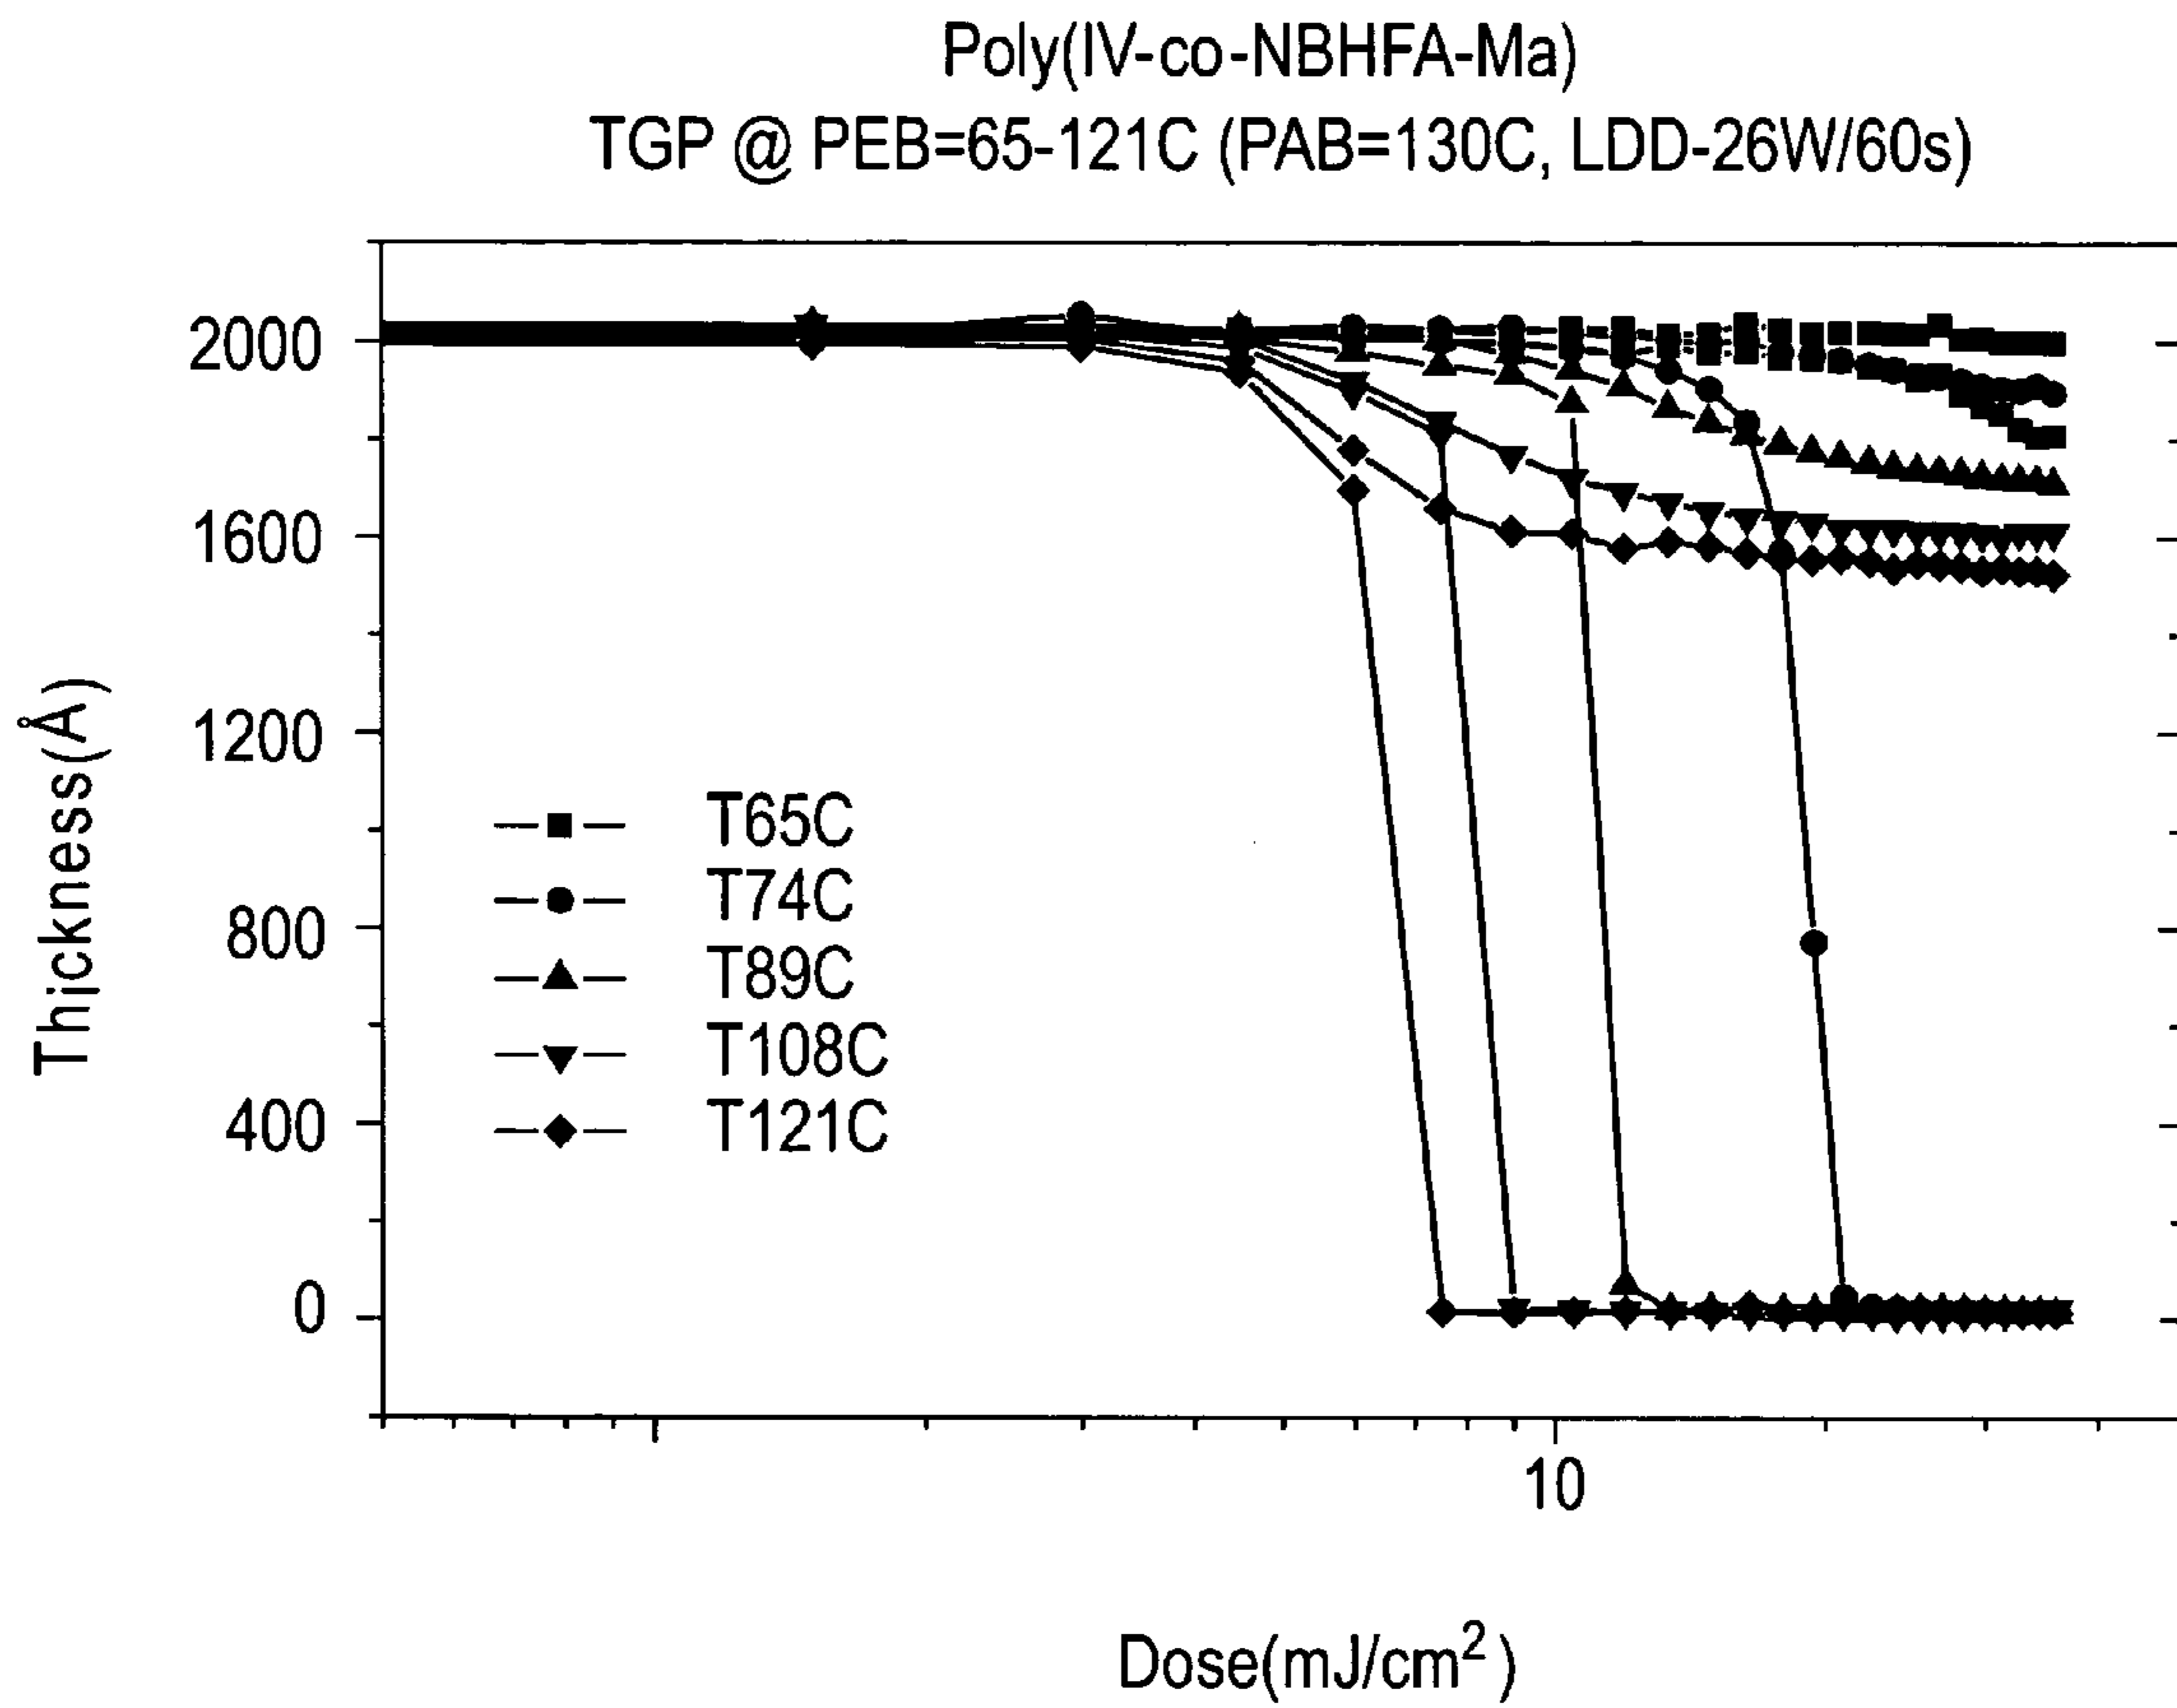 Poly(IV-co-NBHFA-Ma)
TGP @ PEB=65-121C (PAB=130C, LDD-26W/60s)
Thickness(Å)
2000
1600
1200
800
400
0
T65C
T74C
T89C
T108C
T121C
10
Dose(mJ/cm²)